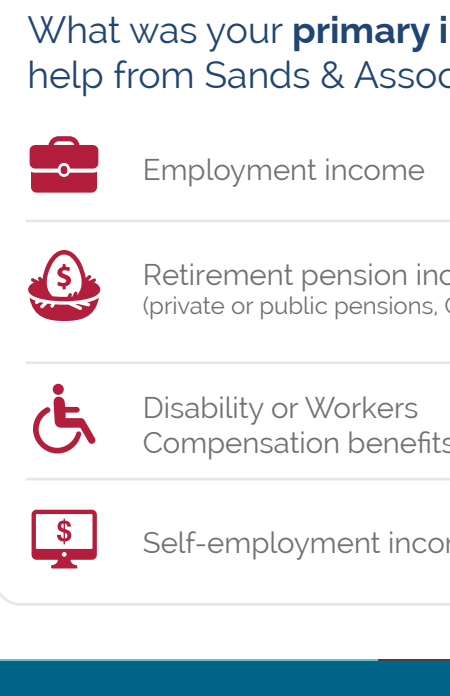 What was your primary i
help from Sands & Assoc
Employment income
$
Retirement pension inc
(private or public pensions,
Disability or Workers
Compensation benefits
$
Self-employment inco